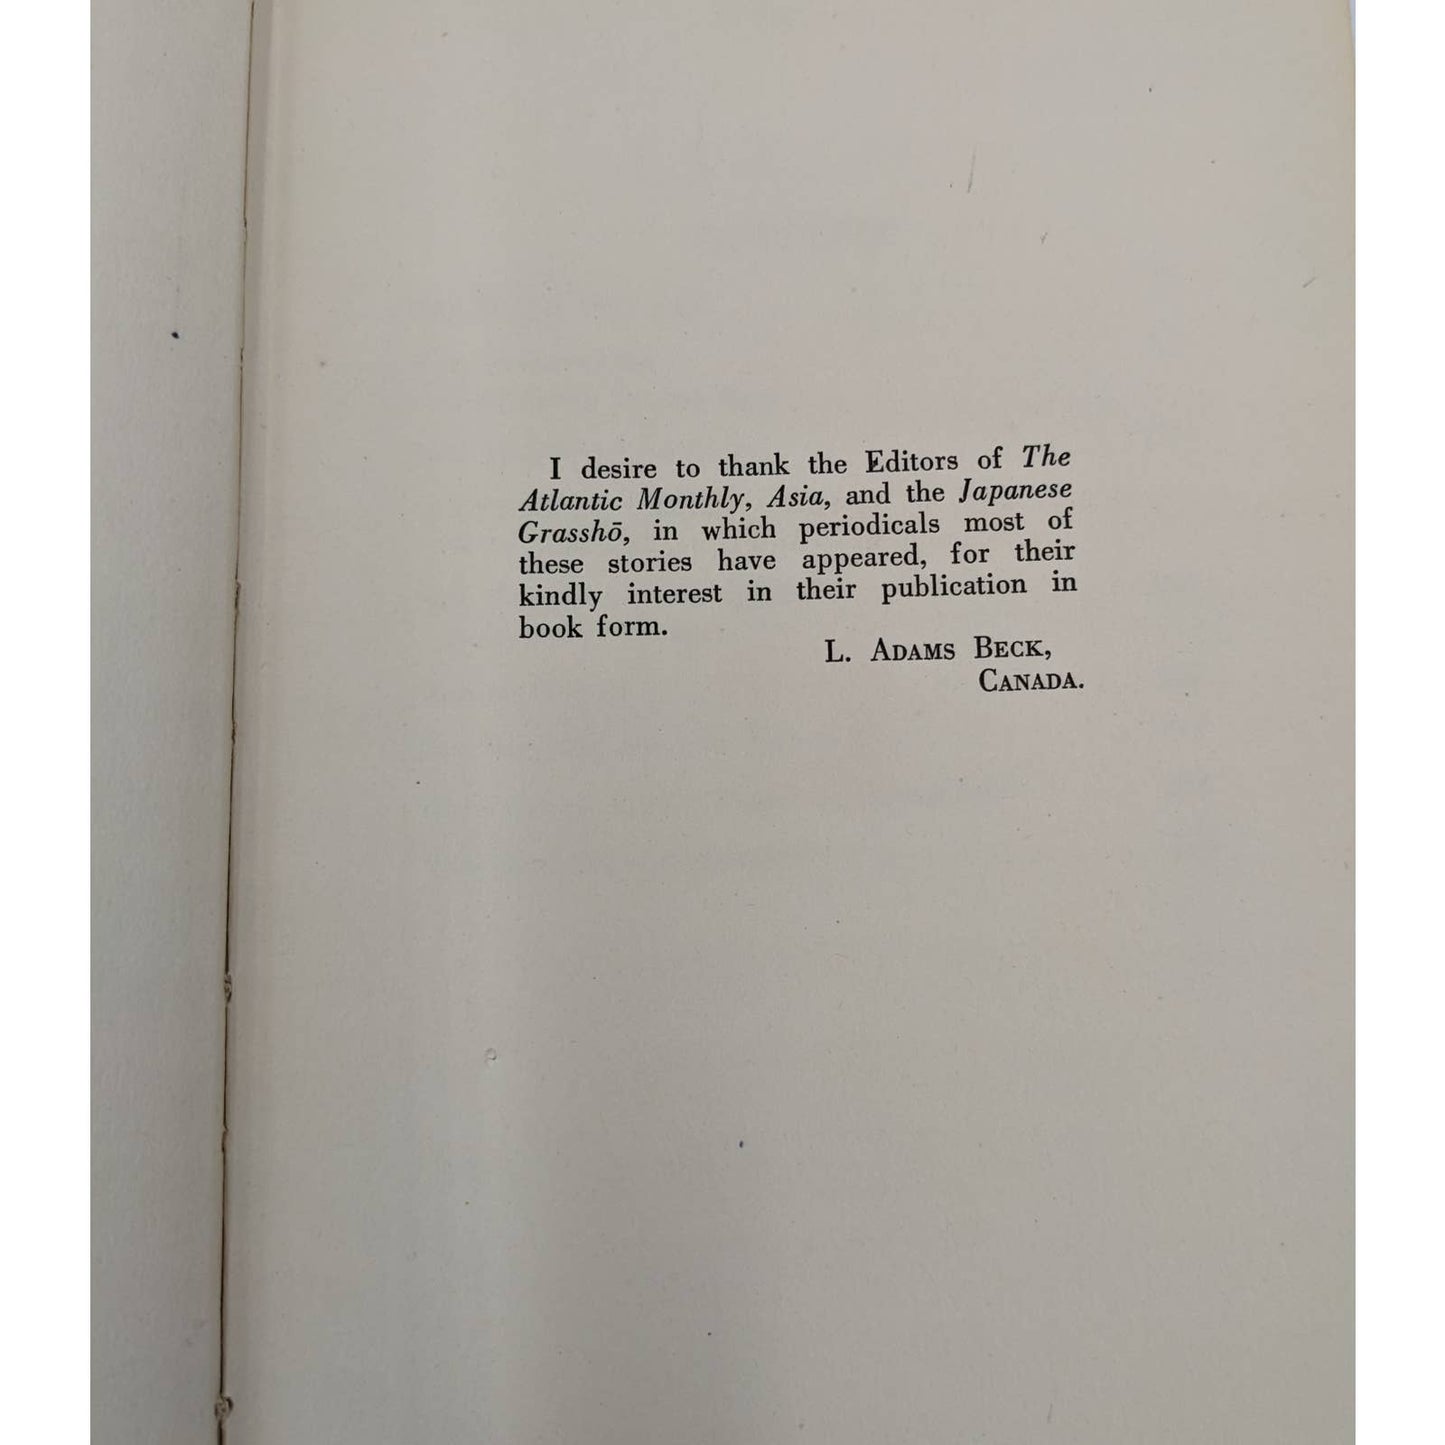 I desire to thank the Editors of The
Atlantic Monthly, Asia, and the Japanese
Grasshō, in which periodicals most of
these stories have appeared, for their
kindly interest in their publication in
book form.
L. Adams Beck,
Canada.